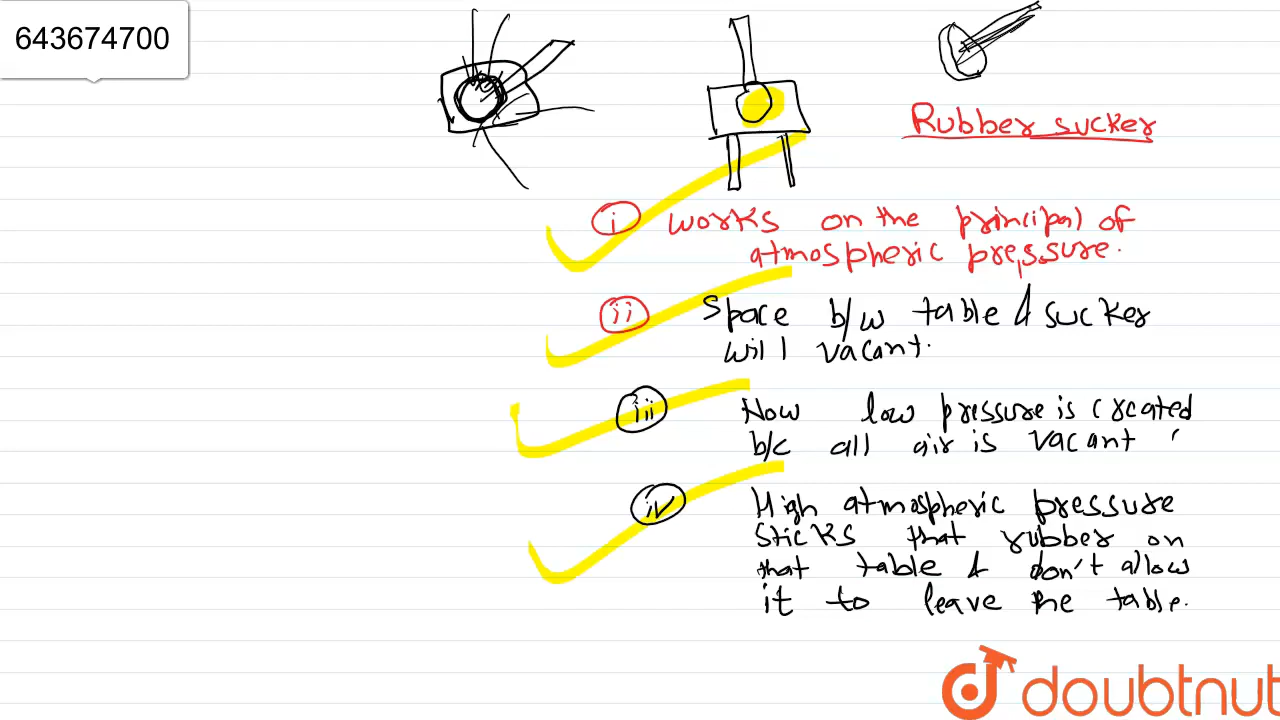 643674700
Rubber sucker
i works on the principal of
atmospheric pressure.
ii Space b/w table & sucker
will vacant.
iii Now low pressure is created
b/c all air is vacant
iv High atmospheric pressure
sticks that rubber on
that table & don't allow
it to leave the table.
doubtnut